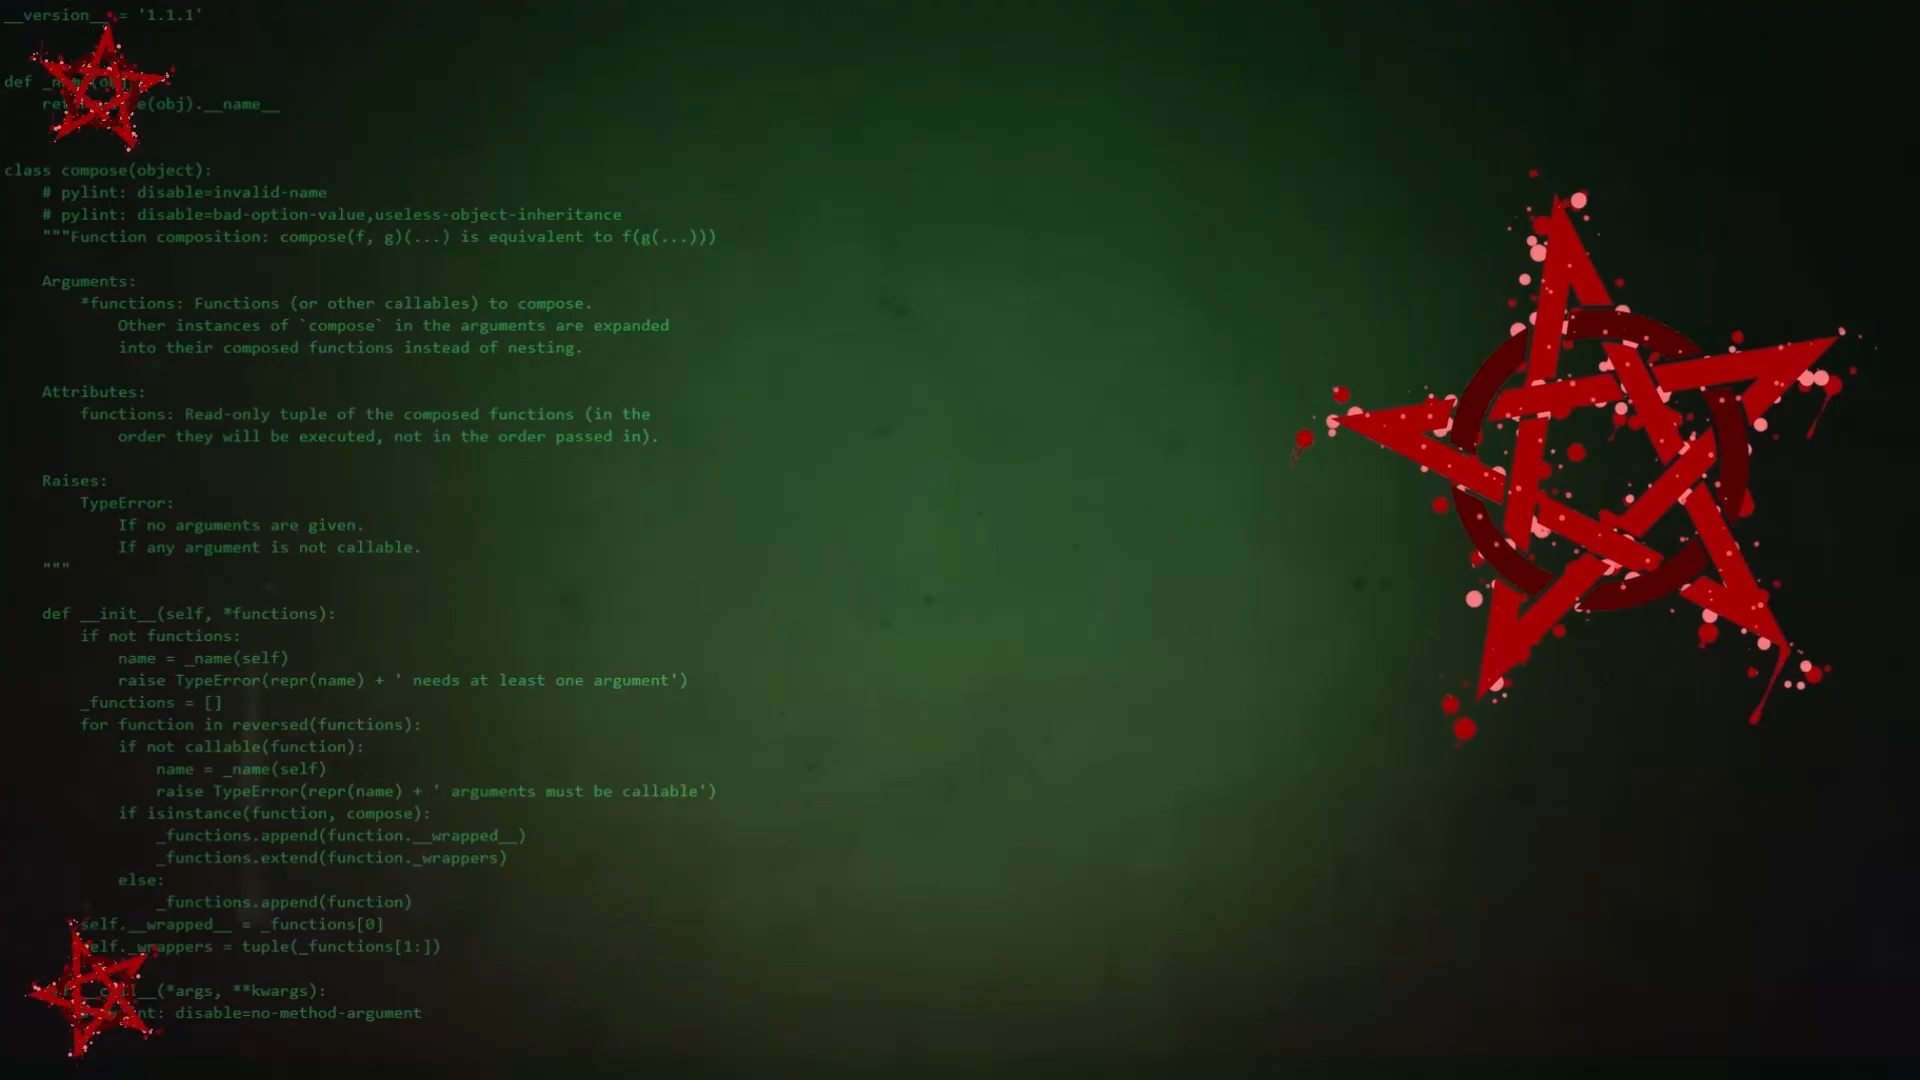 __version__ = '1.1.1'
def _name(obj
return type(obj).__name__
class compose(object):
# pylint: disable=invalid-name
# pylint: disable=bad-option-value,useless-object-inheritance
"""Function composition: compose(f, g)(...) is equivalent to f(g(...)))
Arguments:
*functions: Functions (or other callables) to compose.
Other instances of `compose` in the arguments are expanded
into their composed functions instead of nesting.
Attributes:
functions: Read-only tuple of the composed functions (in the
order they will be executed, not in the order passed in).
Raises:
TypeError:
If no arguments are given.
If any argument is not callable.
"""
def __init__(self, *functions):
if not functions:
name = _name(self)
raise TypeError(repr(name) + ' needs at least one argument')
_functions = []
for function in reversed(functions):
if not callable(function):
name = _name(self)
raise TypeError(repr(name) + ' arguments must be callable')
if isinstance(function, compose):
_functions.append(function.__wrapped__)
_functions.extend(function._wrappers)
else:
_functions.append(function)
self.__wrapped__ = _functions[0]
self._wrappers = tuple(_functions[1:])
__call__(*args, **kwargs):
disable=no-method-argument